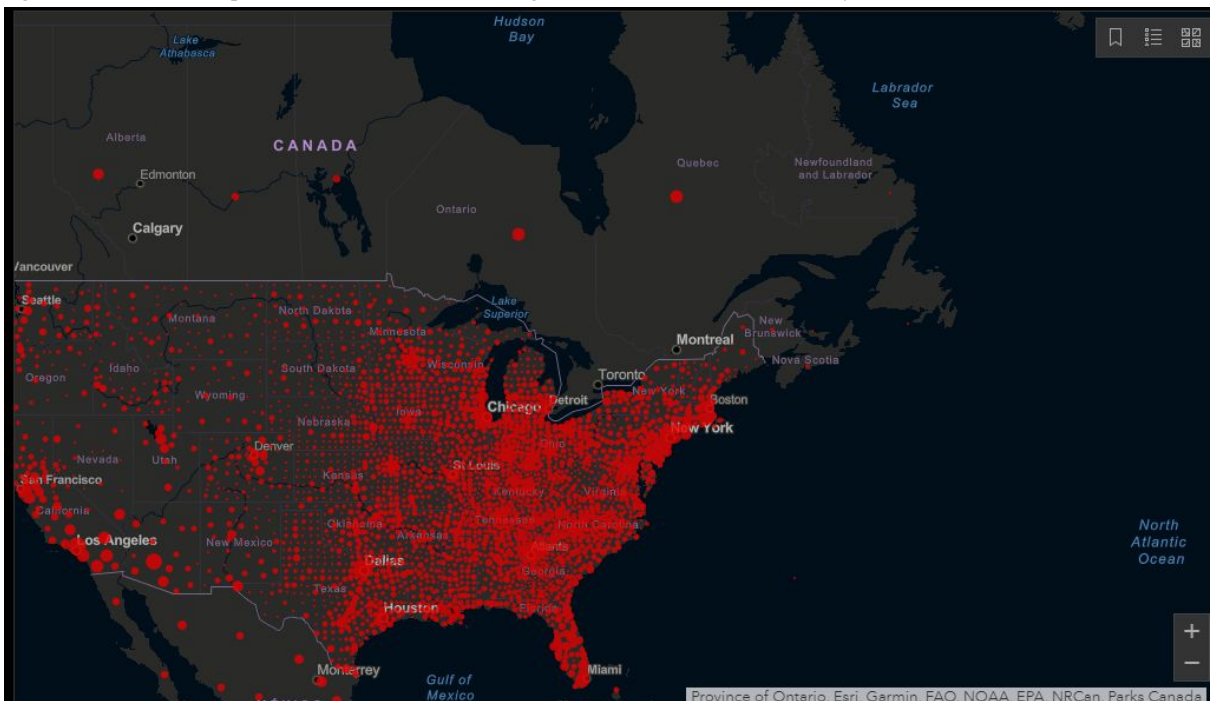 Hudson
Bay
Lake
Athabasca
Labrador
Sea
Alberta
CANADA
Edmonton
Quebec
Newfoundland
and Labrador
Ontario
Calgary
Vancouver
Seattle
Lake
Superior
North Dakota
Montana
Minnesota
Montreal
New
Brunswick
Nova Scotia
Oregon
Idaho
South Dakota
Wisconsin
Toronto
Wyoming
Detroit
New York
Boston
Chicago
Iowa
Nebraska
New York
Denver
Ohio
Nevada
Utah
St Louis
Kansas
San Francisco
Kentucky
Virginia
California
Oklahoma
Tennessee
North Carolina
Los Angeles
New Mexico
Arkansas
Atlanta
North
Atlantic
Ocean
Dallas
Georgia
Texas
Houston
Florida
Monterrey
Miami
Gulf of
Mexico
+
−
Province of Ontario, Esri, Garmin, FAO, NOAA, EPA, NRCan, Parks Canada